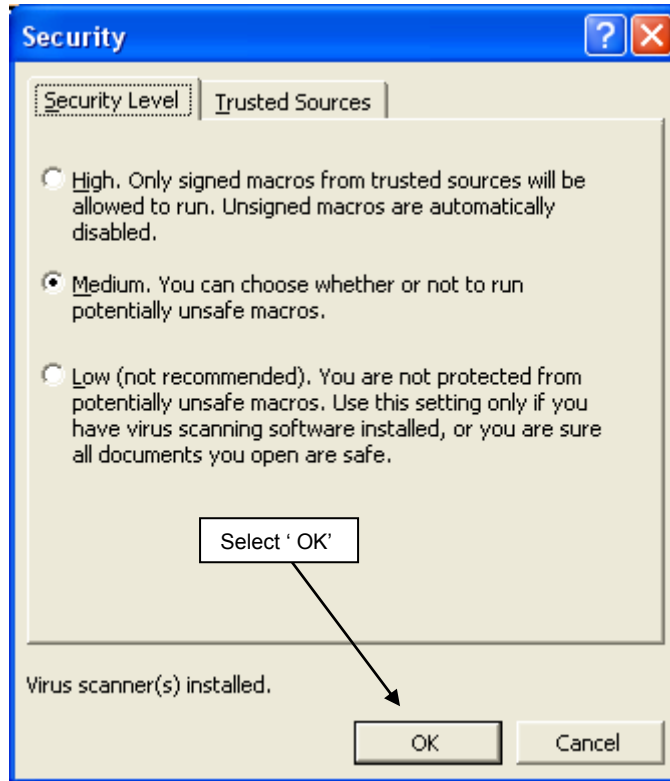 Security
Security Level
Trusted Sources
High. Only signed macros from trusted sources will be
allowed to run. Unsigned macros are automatically
disabled.
Medium. You can choose whether or not to run
potentially unsafe macros.
Low (not recommended). You are not protected from
potentially unsafe macros. Use this setting only if you
have virus scanning software installed, or you are sure
all documents you open are safe.
Select ‘ OK’
Virus scanner(s) installed.
OK
Cancel